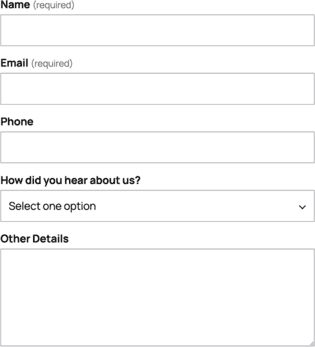 Name (required)
Email (required)
Phone
How did you hear about us?
Select one option
Other Details